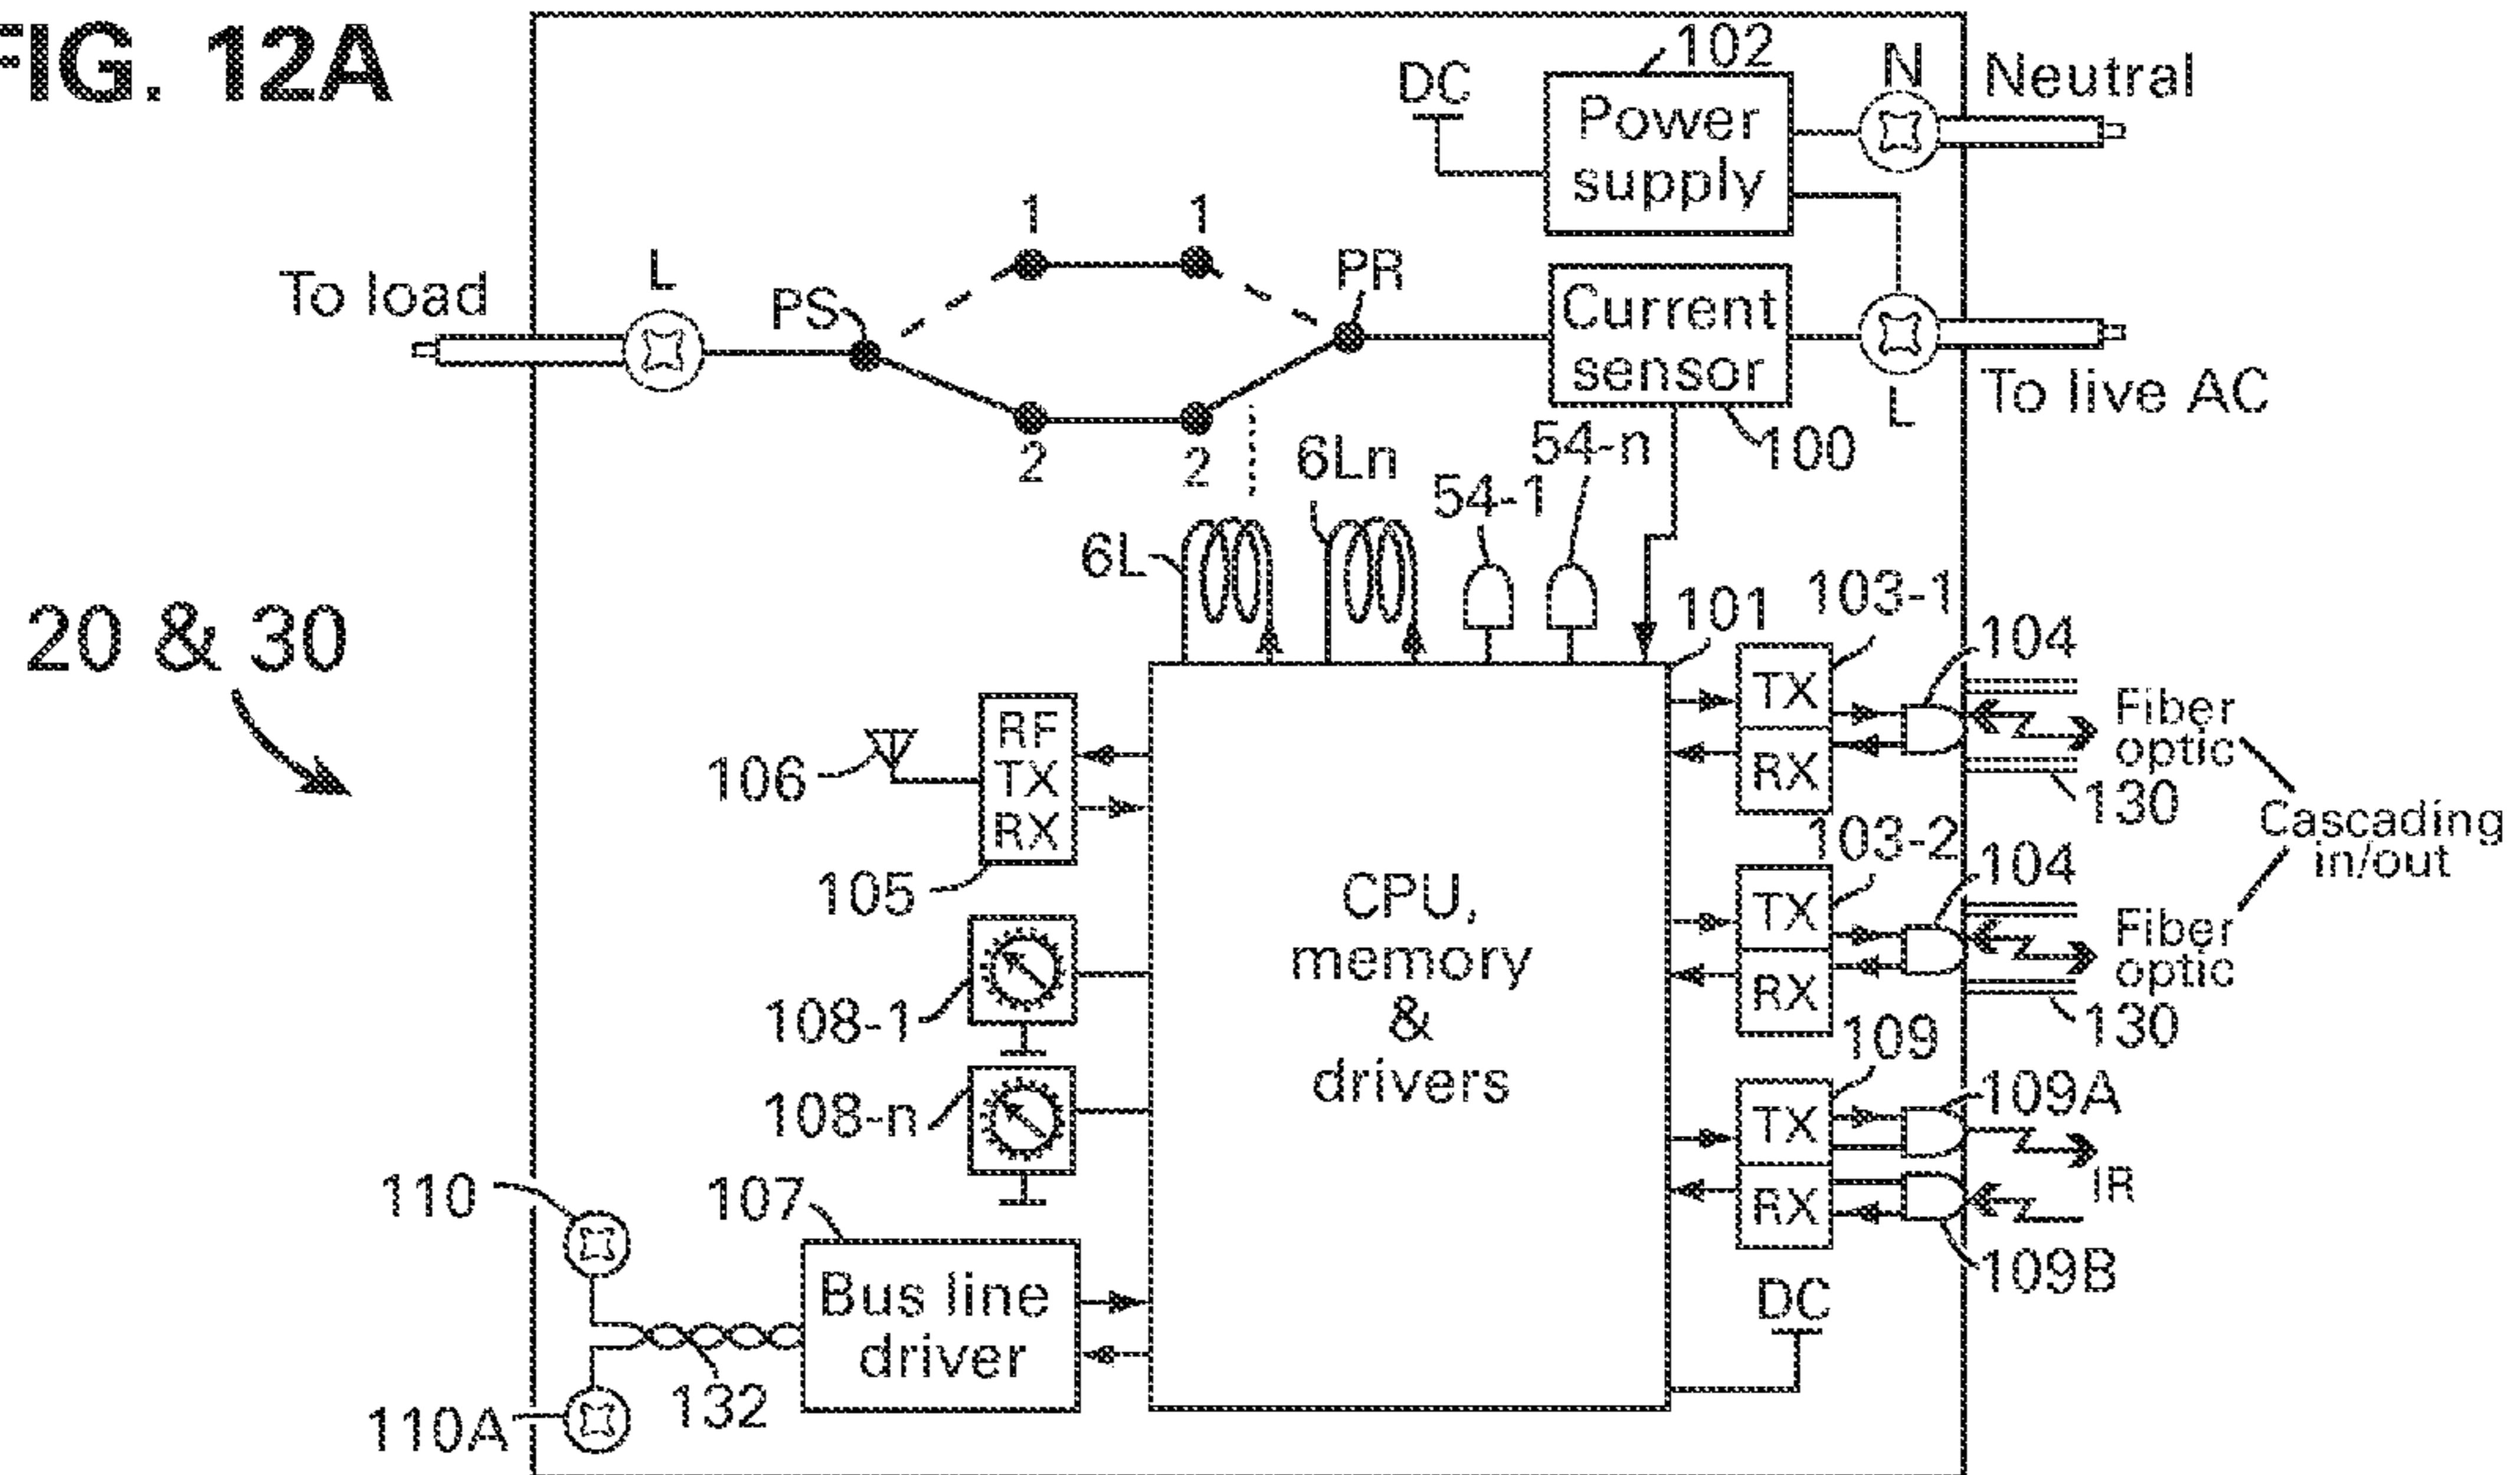 FIG. 12A
102
DC
N
Neutral
Power
supply
1
1
L
To load
PS
PR
Current
sensor
To live AC
L
100
2
2
6Ln
54-n
54-1
6L
101
103-1
104
20 & 30
RF
TX
RX
106
105
TX
RX
Fiber
optic
130
Cascading
in/out
103-2
104
TX
RX
Fiber
optic
130
CPU,
memory
&
drivers
108-1
108-n
109
109A
TX
RX
IR
109B
110
107
Bus line
driver
DC
132
110A